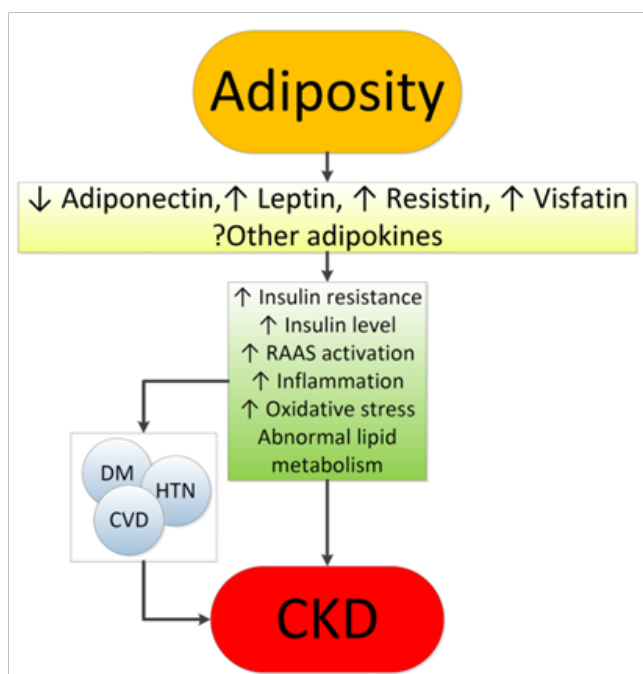 Adiposity
↓ Adiponectin,↑ Leptin, ↑ Resistin, ↑ Visfatin
?Other adipokines
↑ Insulin resistance
↑ Insulin level
↑ RAAS activation
↑ Inflammation
↑ Oxidative stress
Abnormal lipid
metabolism
DM
HTN
CVD
CKD